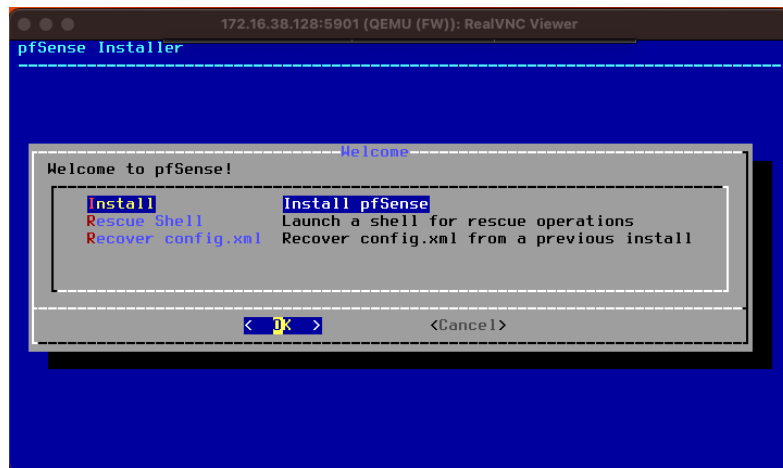 172.16.38.128:5901 (QEMU (FW)): RealVNC Viewer
pfSense Installer
Welcome
Welcome to pfSense!
Install Install pfSense
Rescue Shell Launch a shell for rescue operations
Recover config.xml Recover config.xml from a previous install
< OK > <Cancel>